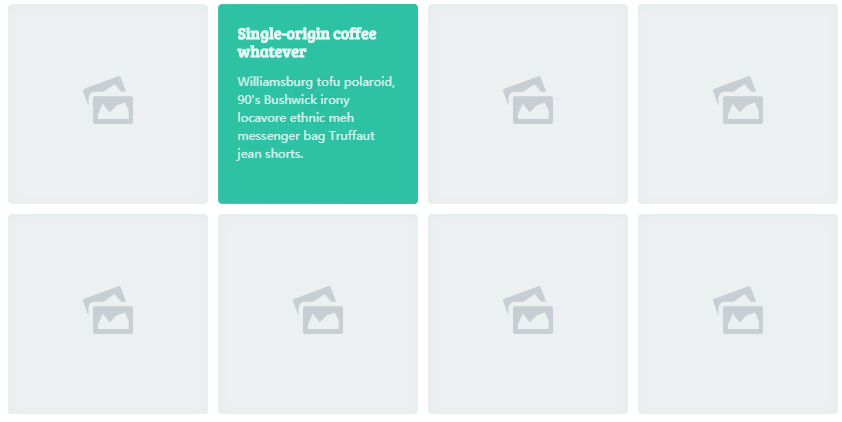 Single-origin coffee
whatever
Williamsburg tofu polaroid,
90's Bushwick irony
locavore ethnic meh
messenger bag Truffaut
jean shorts.